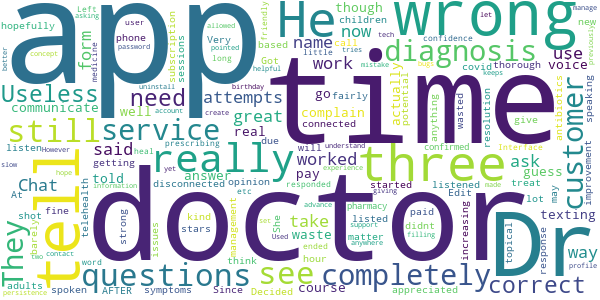 app
time
doctor
Dr
wrong
He
three
tell
really
completely
diagnosis
customer
service
questions
still
They
see
correct
Useless
need
attempts
great
worked
said
Chat
told
communicate
form
name
work
now
use
voice
ask
guess
texting
way
take
pay
complain
actually
answer
well
go
real
though
hopefully
children
phone
user
Left
asking
concept
medicine
better
birthday
uninstall
subscription
sessions
friendly
based
Very
pointed
long
helpful
Got
call
tries
mistake
little
covid
fairly
connected
allowed
password
confidence
let
tech
keeps
new
manage
previously
thorough
speaking
potential
anything
wasted
resolution
antibiotics
due
will
confirmed
Interface
give
etc
understand
experience
listen
At
shot
fine
adults
However
slow
account
create
heal
prescribing
yet
information
barely
two
contact
spoken
word
AFTER
symptoms
telehealth
strong
issues
getting
disconnected
opinion
kind
stars
Used
waste
ended
responded
management
She
set
started
listened
listed
matter
pharmacy
advance
support
anywhere
think
hour
Since
Decided
course
paid
didnt
filling
appreciated
Edit
lot
increasing
treat
may
improvement
topical
response
profile
made
giving
hope
persistence